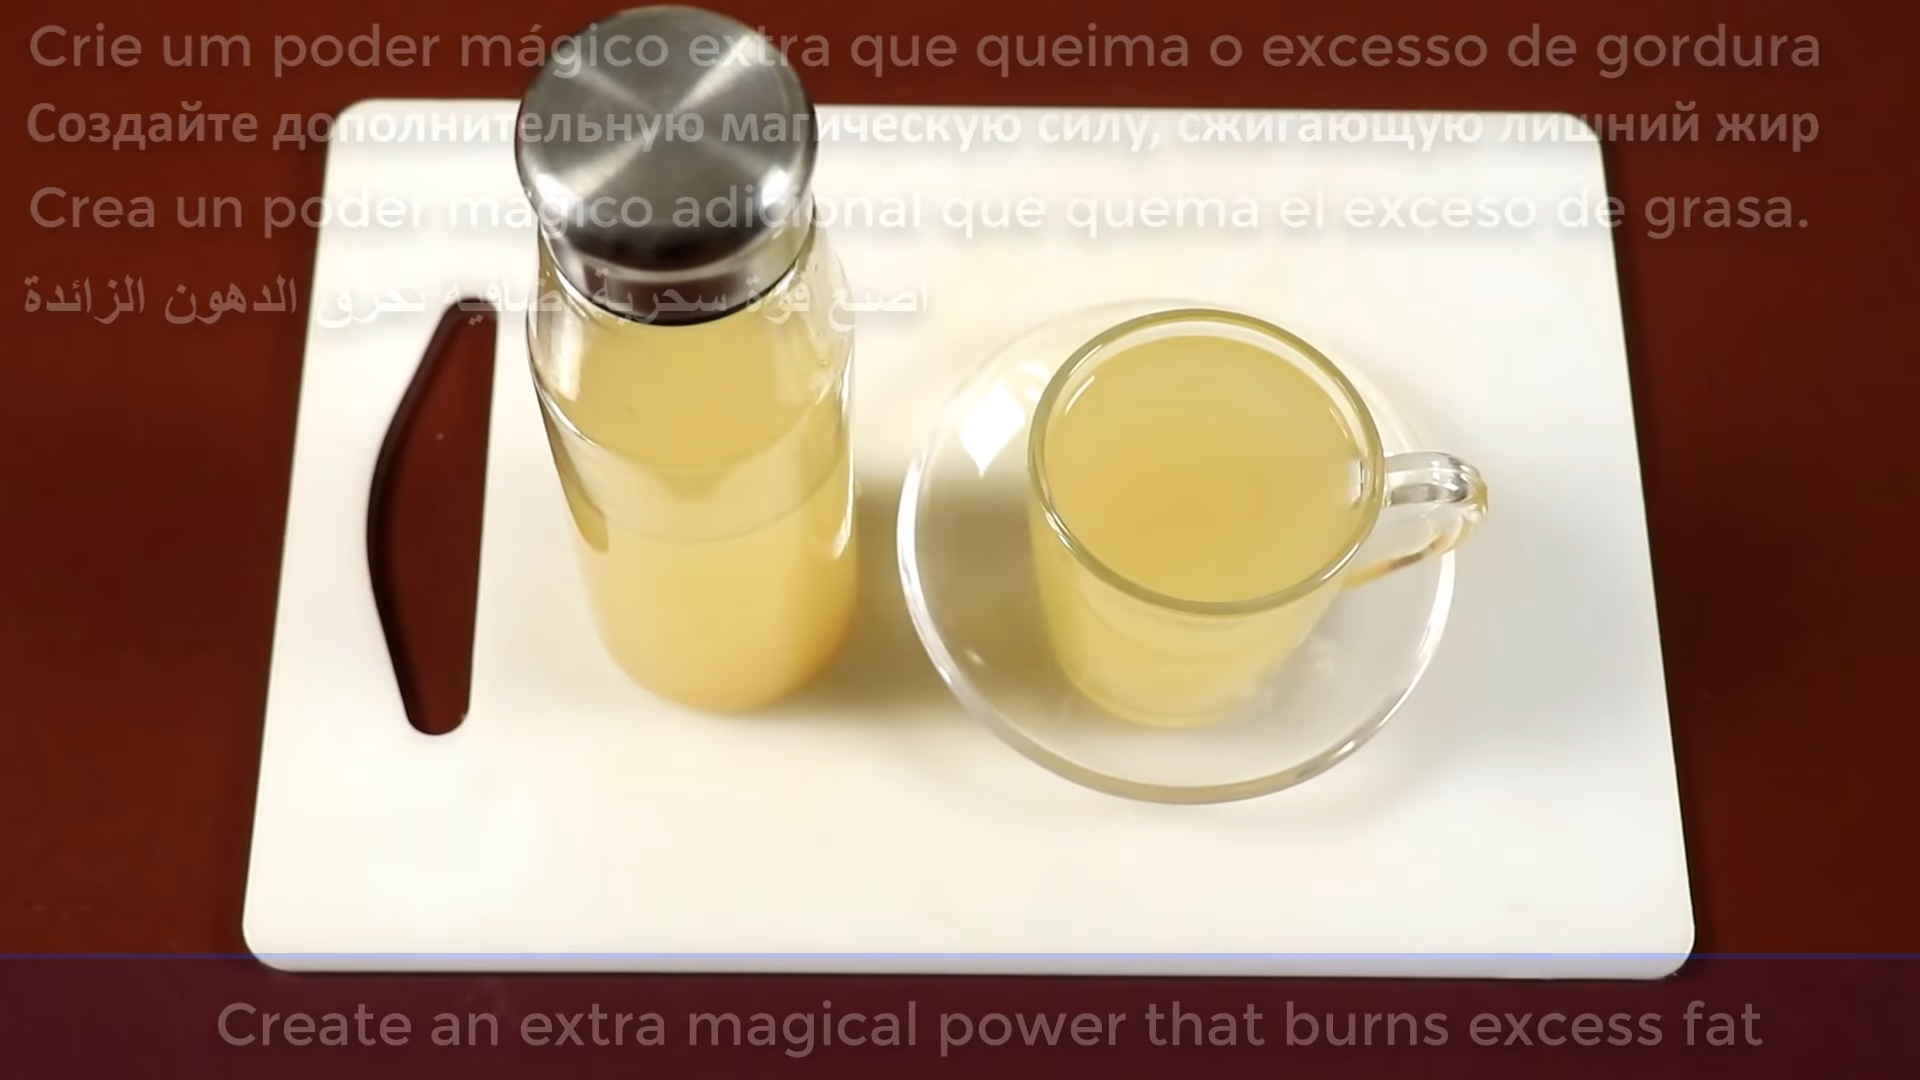 Crie um poder mágico extra que queima o excesso de gordura
Создайте дополнительную магическую силу, сжигающую лишний жир
Crea un poder mágico adicional que quema el exceso de grasa.
اصنع قوة سحرية إضافية تحرق الدهون الزائدة
Create an extra magical power that burns excess fat